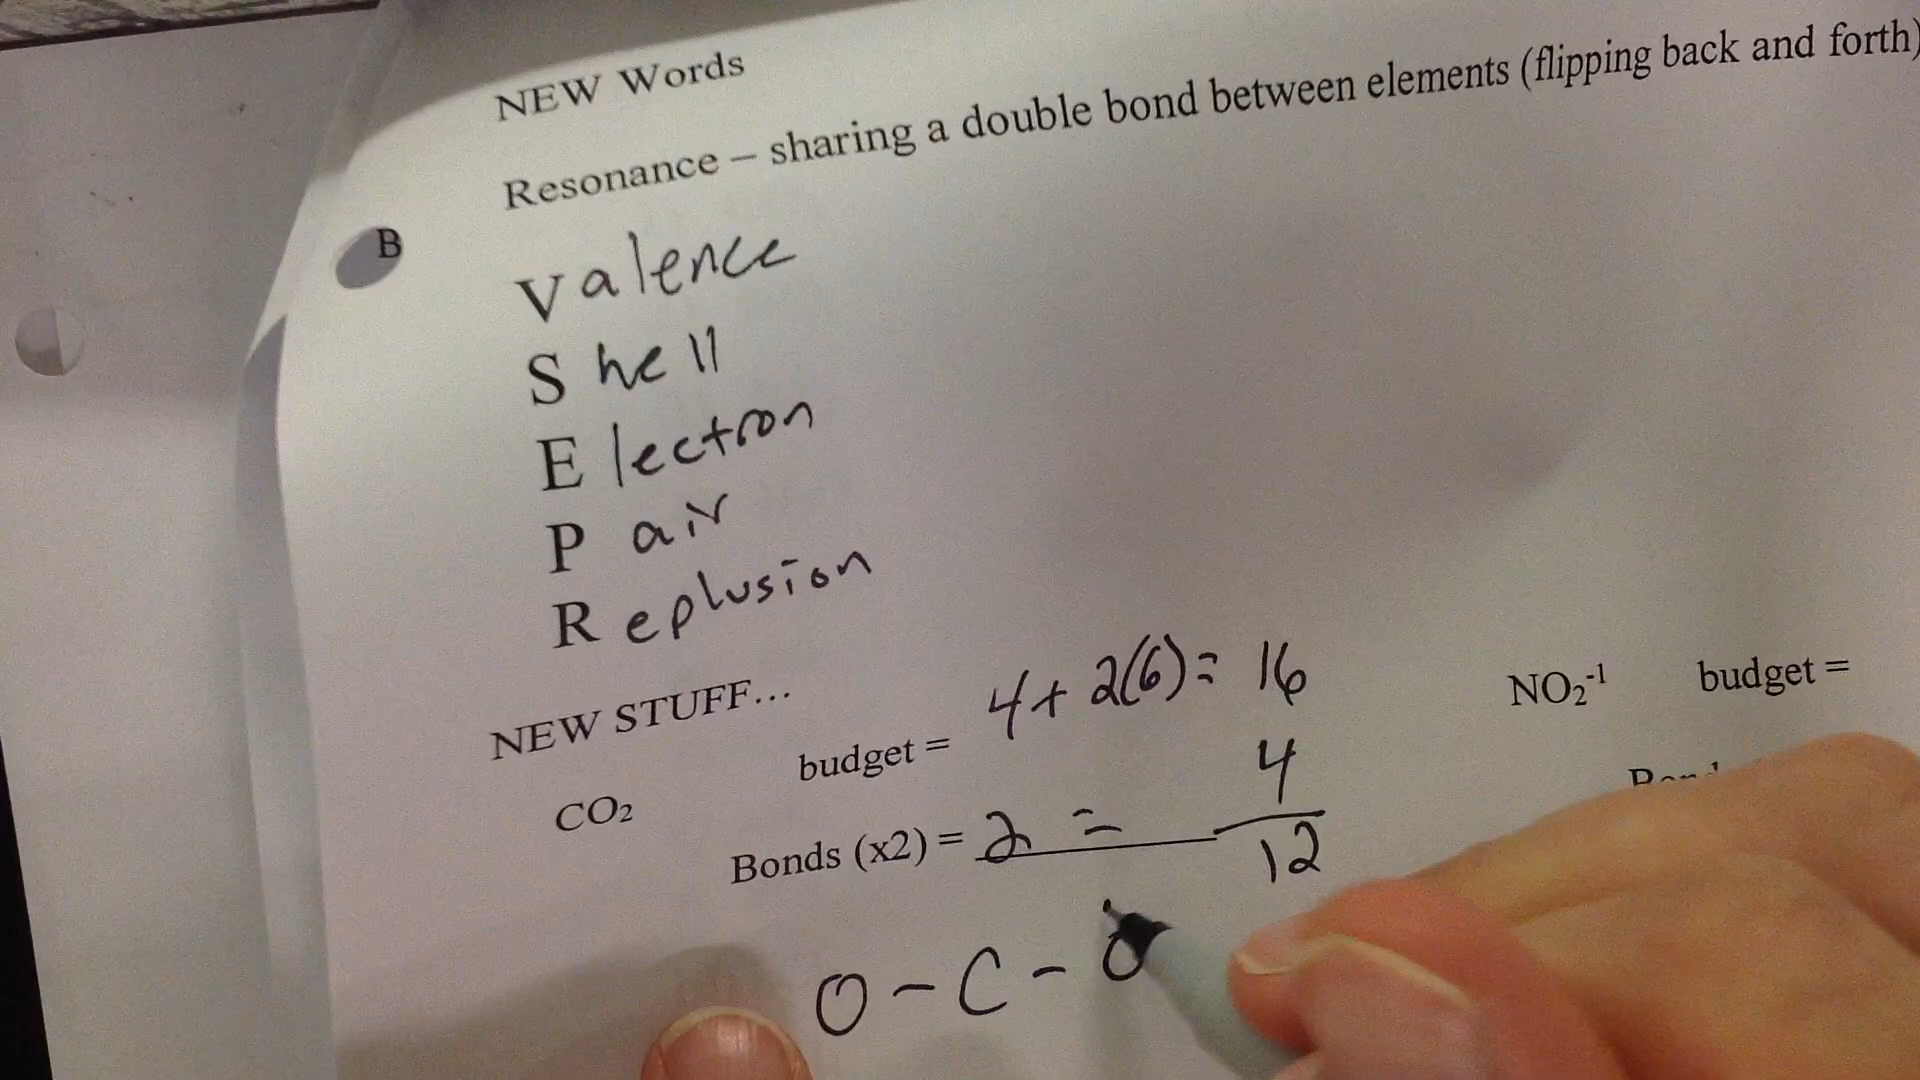 NEW Words
Resonance – sharing a double bond between elements (flipping back and forth)
B
Valence
Shell
Electron
Pair
Replusion
NEW STUFF...
CO₂ budget = 4 + 2(6) = 16
Bonds (x2) = 2 = 4
12
O - C - O
NO₂⁻¹ budget =